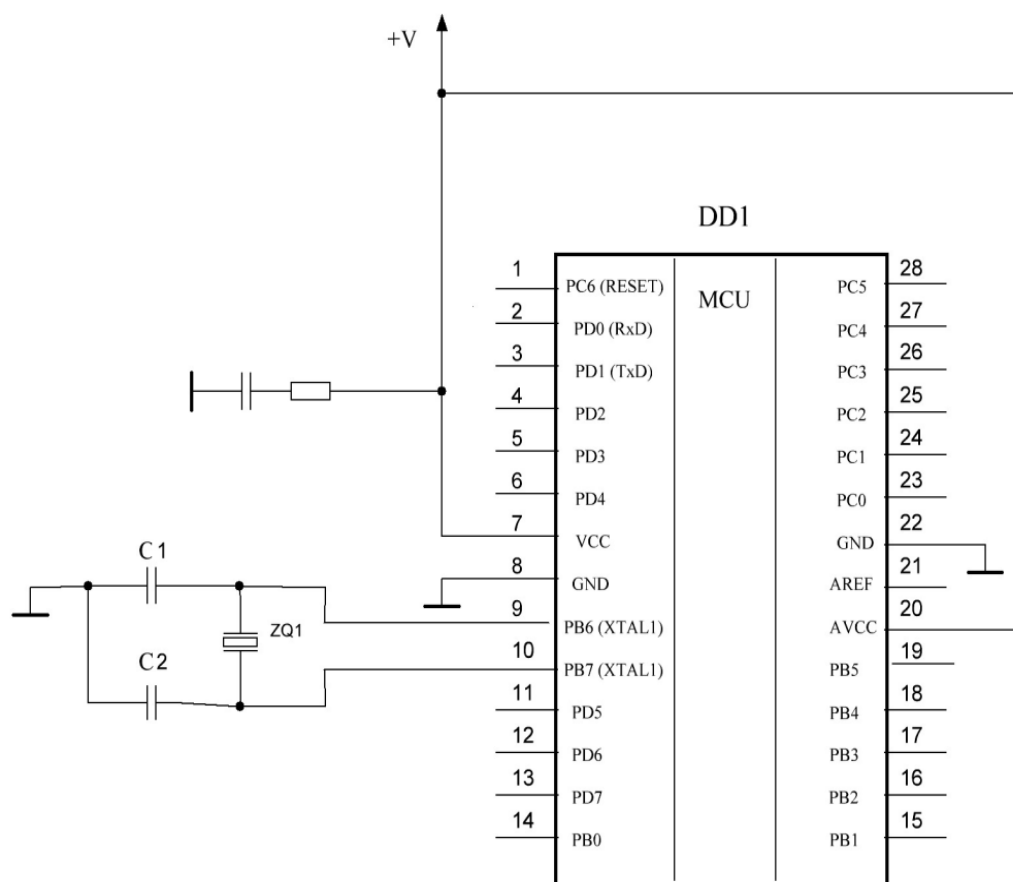 +V
DD1
MCU
1 PC6 (RESET)
2 PD0 (RxD)
3 PD1 (TxD)
4 PD2
5 PD3
6 PD4
7 VCC
8 GND
9 PB6 (XTAL1)
10 PB7 (XTAL1)
11 PD5
12 PD6
13 PD7
14 PB0
28 PC5
27 PC4
26 PC3
25 PC2
24 PC1
23 PC0
22 GND
21 AREF
20 AVCC
19 PB5
18 PB4
17 PB3
16 PB2
15 PB1
C1
ZQ1
C2